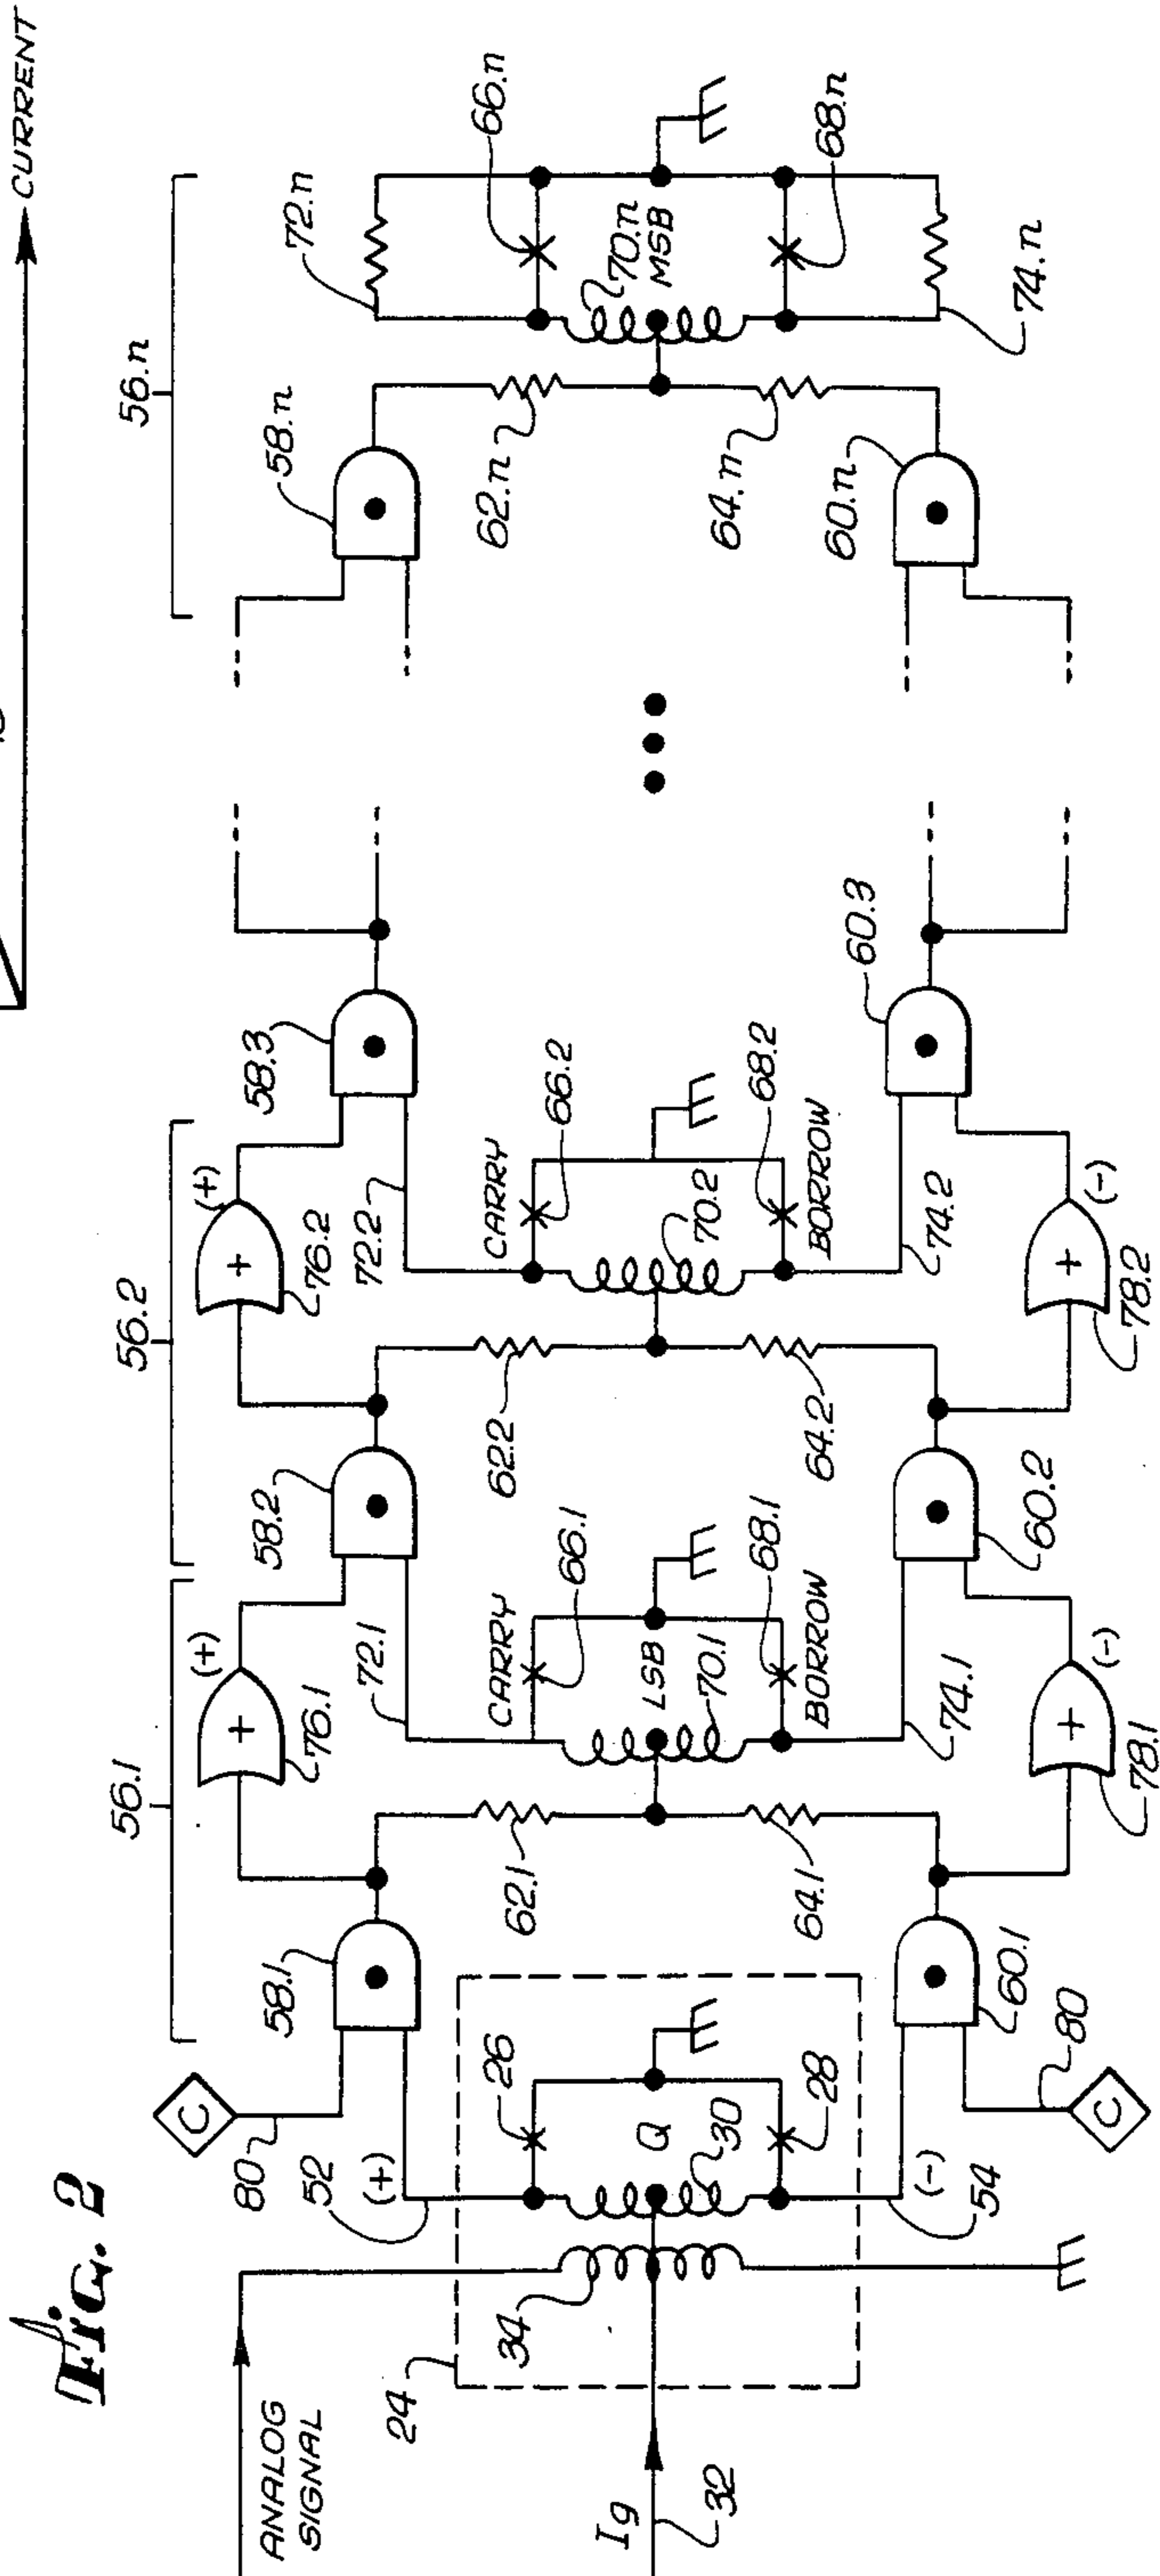 CURRENT
Fig. 2
56.1
56.2
56.n
(+)
(+)
76.1
76.2
C
80
58.1
58.2
58.3
58.n
52
(+)
72.1
72.2
72.n
ANALOG
SIGNAL
24
34
26
62.1
CARRY
66.1
62.2
CARRY
66.2
62.n
66.n
Ig
32
Q
30
LSB
70.1
70.2
70.n
MSB
28
64.1
BORROW
68.1
64.2
BORROW
68.2
64.n
68.n
(-)
54
60.1
74.1
60.2
74.2
60.3
60.n
74.n
80
C
78.1
(-)
78.2
(-)